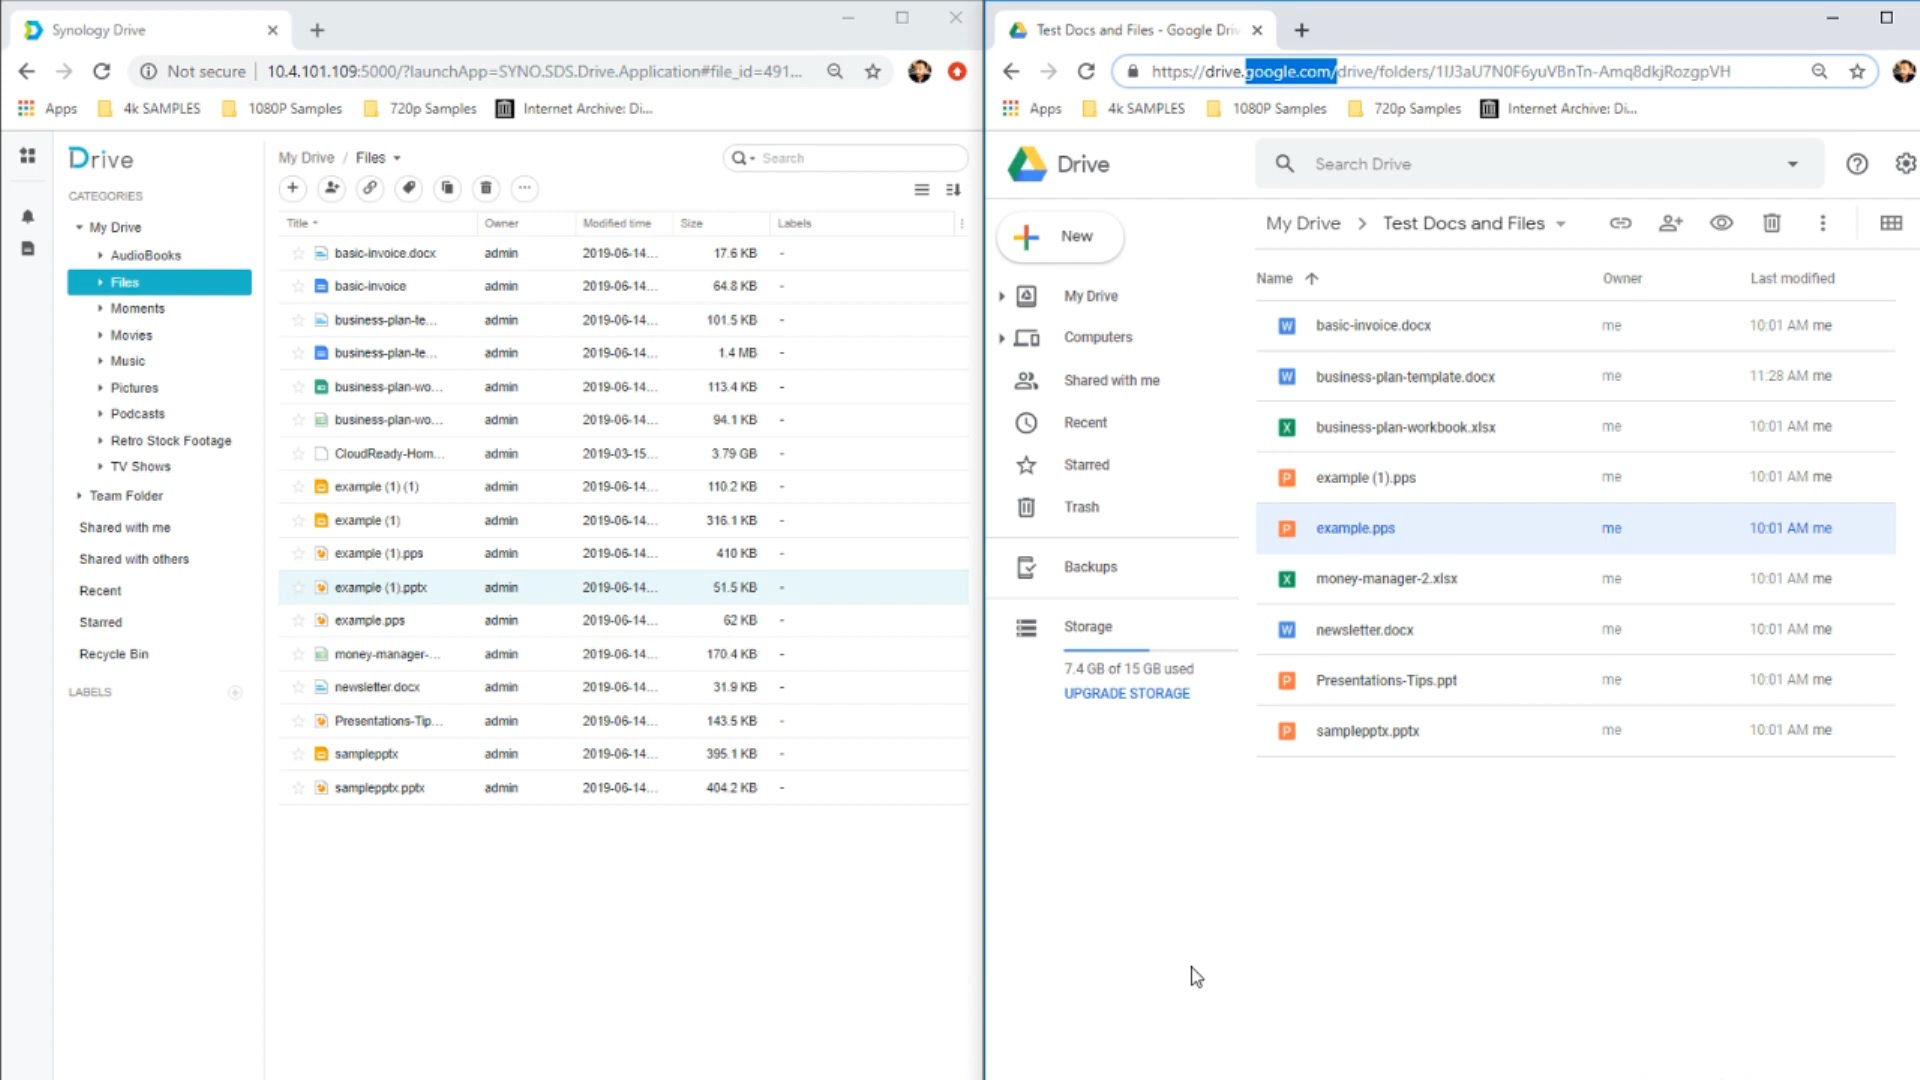 Synology Drive
Not secure | 10.4.101.109:5000/?launchApp=SYNO.SDS.Drive.Application#file_id=491...
Apps 4k SAMPLES 1080P Samples 720p Samples Internet Archive: Di...
Drive
CATEGORIES
My Drive
AudioBooks
Files
Moments
Movies
Music
Pictures
Podcasts
Retro Stock Footage
TV Shows
Team Folder
Shared with me
Shared with others
Recent
Starred
Recycle Bin
LABELS
My Drive / Files
Search
Title Owner Modified time Size Labels
basic-invoice.docx admin 2019-06-14... 17.6 KB -
basic-invoice admin 2019-06-14... 64.8 KB -
business-plan-te... admin 2019-06-14... 101.5 KB -
business-plan-te... admin 2019-06-14... 1.4 MB -
business-plan-wo... admin 2019-06-14... 113.4 KB -
business-plan-wo... admin 2019-06-14... 94.1 KB -
CloudReady-Hom... admin 2019-03-15... 3.79 GB -
example (1) (1) admin 2019-06-14... 110.2 KB -
example (1) admin 2019-06-14... 316.1 KB -
example (1).pps admin 2019-06-14... 410 KB -
example (1).pptx admin 2019-06-14... 51.5 KB -
example.pps admin 2019-06-14... 62 KB -
money-manager-... admin 2019-06-14... 170.4 KB -
newsletter.docx admin 2019-06-14... 31.9 KB -
Presentations-Tip... admin 2019-06-14... 143.5 KB -
samplepptx admin 2019-06-14... 395.1 KB -
samplepptx.pptx admin 2019-06-14... 404.2 KB -
Test Docs and Files - Google Driv
https://drive.google.com/drive/folders/1IJ3aU7N0F6yuVBnTn-Amq8dkjRozgpVH
Apps 4k SAMPLES 1080P Samples 720p Samples Internet Archive: Di...
Drive
Search Drive
New
My Drive
Computers
Shared with me
Recent
Starred
Trash
Backups
Storage
7.4 GB of 15 GB used
UPGRADE STORAGE
My Drive > Test Docs and Files
Name Owner Last modified
basic-invoice.docx me 10:01 AM me
business-plan-template.docx me 11:28 AM me
business-plan-workbook.xlsx me 10:01 AM me
example (1).pps me 10:01 AM me
example.pps me 10:01 AM me
money-manager-2.xlsx me 10:01 AM me
newsletter.docx me 10:01 AM me
Presentations-Tips.ppt me 10:01 AM me
samplepptx.pptx me 10:01 AM me